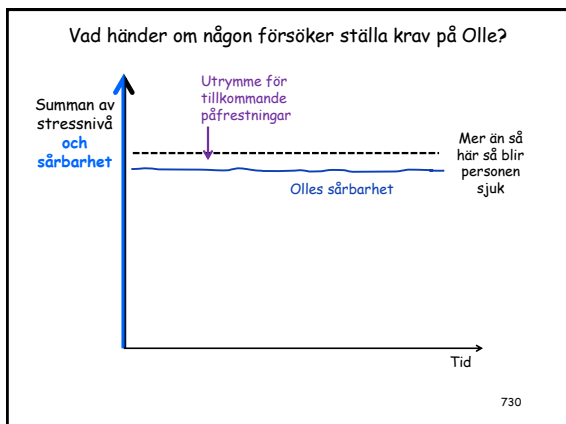 Vad händer om någon försöker ställa krav på Olle?
Utrymme för
tillkommande
påfrestningar
Summan av
stressnivå
och
sårbarhet
Mer än så
här så blir
personen
sjuk
Olles sårbarhet
Tid
730